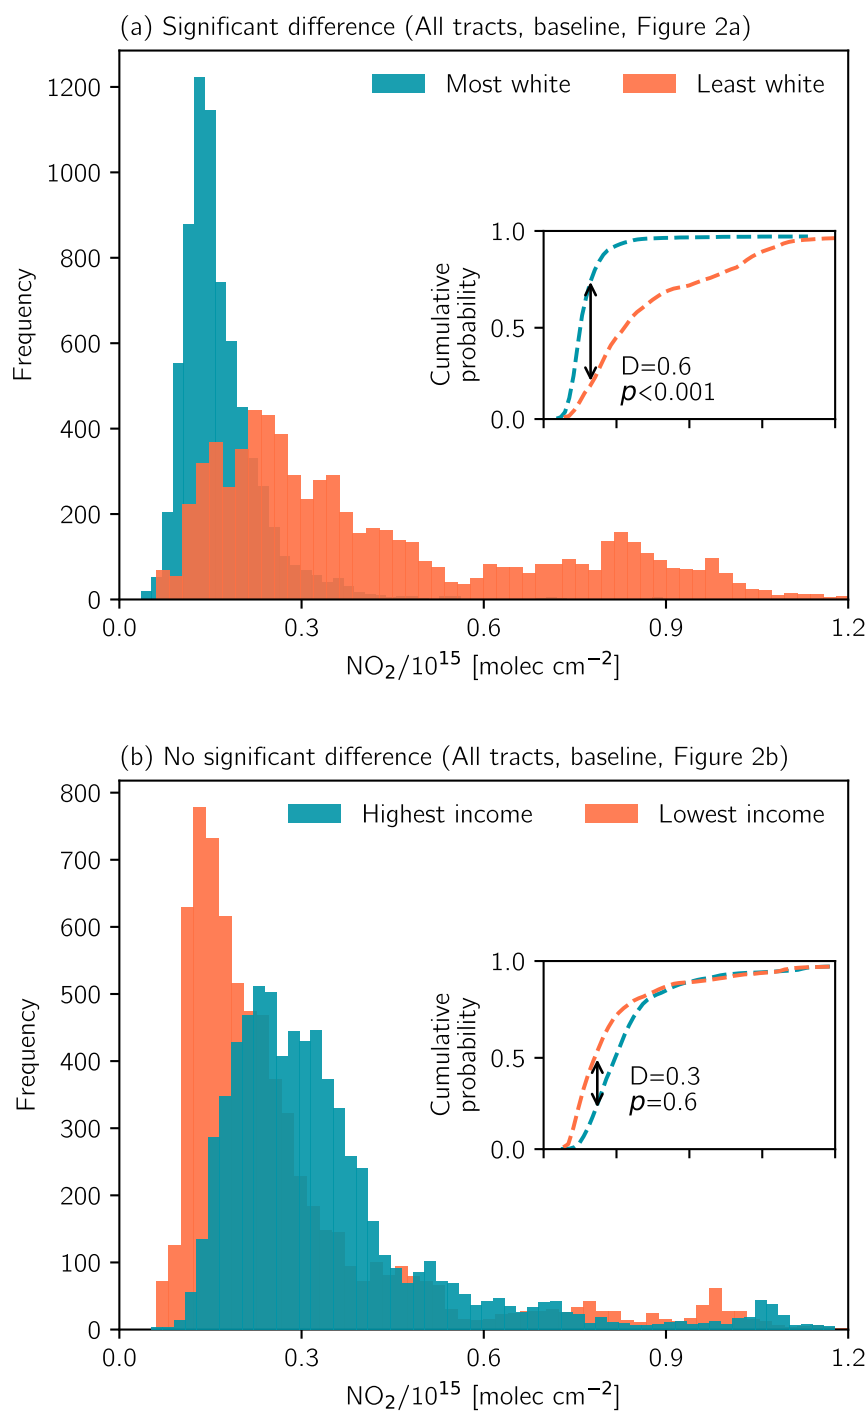 (a) Significant difference (All tracts, baseline, Figure 2a)
Most white
Least white
Frequency
1200
1000
800
600
400
200
0
0.0 0.3 0.6 0.9 1.2
NO₂/10¹⁵ [molec cm⁻²]
Cumulative
probability
1.0
0.5
0.0
D=0.6
p<0.001
(b) No significant difference (All tracts, baseline, Figure 2b)
Highest income
Lowest income
Frequency
800
700
600
500
400
300
200
100
0
0.0 0.3 0.6 0.9 1.2
NO₂/10¹⁵ [molec cm⁻²]
Cumulative
probability
1.0
0.5
0.0
D=0.3
p=0.6